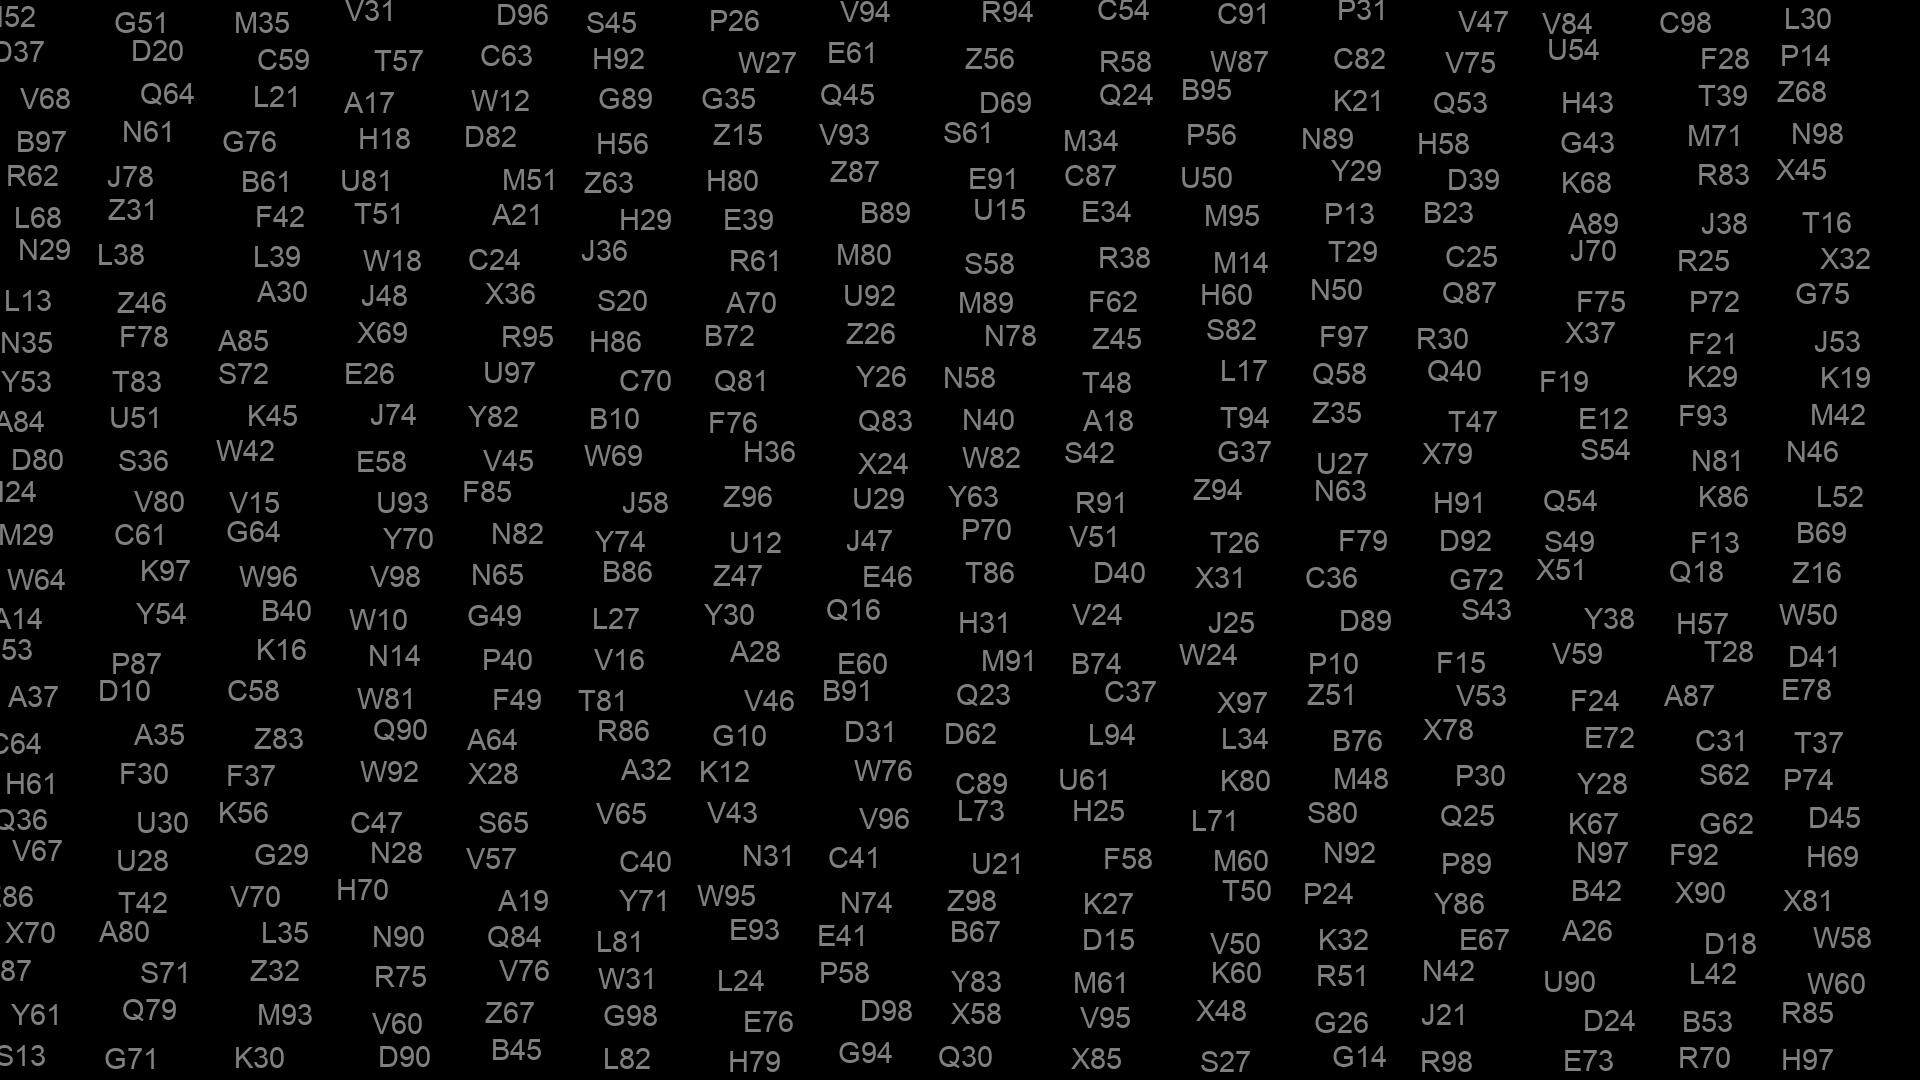 G51 M35 V31 D96 S45 P26 V94 R94 C54 C91 P31 V47 V84 C98 L30
D37 D20 C59 T57 C63 H92 W27 E61 Z56 R58 W87 C82 V75 U54 F28 P14
V68 Q64 L21 A17 W12 G89 G35 Q45 D69 Q24 B95 K21 Q53 H43 T39 Z68
B97 N61 G76 H18 D82 H56 Z15 V93 S61 M34 P56 N89 H58 G43 M71 N98
R62 J78 B61 U81 M51 Z63 H80 Z87 E91 C87 U50 Y29 D39 K68 R83 X45
L68 Z31 F42 T51 A21 H29 E39 B89 U15 E34 M95 P13 B23 A89 J38 T16
N29 L38 L39 W18 C24 J36 R61 M80 S58 R38 M14 T29 C25 J70 R25 X32
L13 Z46 A30 J48 X36 S20 A70 U92 M89 F62 H60 N50 Q87 F75 P72 G75
N35 F78 A85 X69 R95 H86 B72 Z26 N78 Z45 S82 F97 R30 X37 F21 J53
Y53 T83 S72 E26 U97 C70 Q81 Y26 N58 T48 L17 Q58 Q40 F19 K29 K19
A84 U51 K45 J74 Y82 B10 F76 Q83 N40 A18 T94 Z35 T47 E12 F93 M42
D80 S36 W42 E58 V45 W69 H36 X24 W82 S42 G37 U27 X79 S54 N81 N46
V80 V15 U93 F85 J58 Z96 U29 Y63 R91 Z94 N63 H91 Q54 K86 L52
M29 C61 G64 Y70 N82 Y74 U12 J47 P70 V51 T26 F79 D92 S49 F13 B69
W64 K97 W96 V98 N65 B86 Z47 E46 T86 D40 X31 C36 G72 X51 Q18 Z16
A14 Y54 B40 W10 G49 L27 Y30 Q16 H31 V24 J25 D89 S43 Y38 H57 W50
53 P87 K16 N14 P40 V16 A28 E60 M91 B74 W24 P10 F15 V59 T28 D41
A37 D10 C58 W81 F49 T81 V46 B91 Q23 C37 X97 Z51 V53 F24 A87 E78
C64 A35 Z83 Q90 A64 R86 G10 D31 D62 L94 L34 B76 X78 E72 C31 T37
H61 F30 F37 W92 X28 A32 K12 W76 C89 U61 K80 M48 P30 Y28 S62 P74
Q36 U30 K56 C47 S65 V65 V43 V96 L73 H25 L71 S80 Q25 K67 G62 D45
V67 U28 G29 N28 V57 C40 N31 C41 U21 F58 M60 N92 P89 N97 F92 H69
86 T42 V70 H70 A19 Y71 W95 N74 Z98 K27 T50 P24 Y86 B42 X90 X81
X70 A80 L35 N90 Q84 L81 E93 E41 B67 D15 V50 K32 E67 A26 D18 W58
87 S71 Z32 R75 V76 W31 L24 P58 Y83 M61 K60 R51 N42 U90 L42 W60
Y61 Q79 M93 V60 Z67 G98 E76 D98 X58 V95 X48 G26 J21 D24 B53 R85
S13 G71 K30 D90 B45 L82 H79 G94 Q30 X85 S27 G14 R98 E73 R70 H97